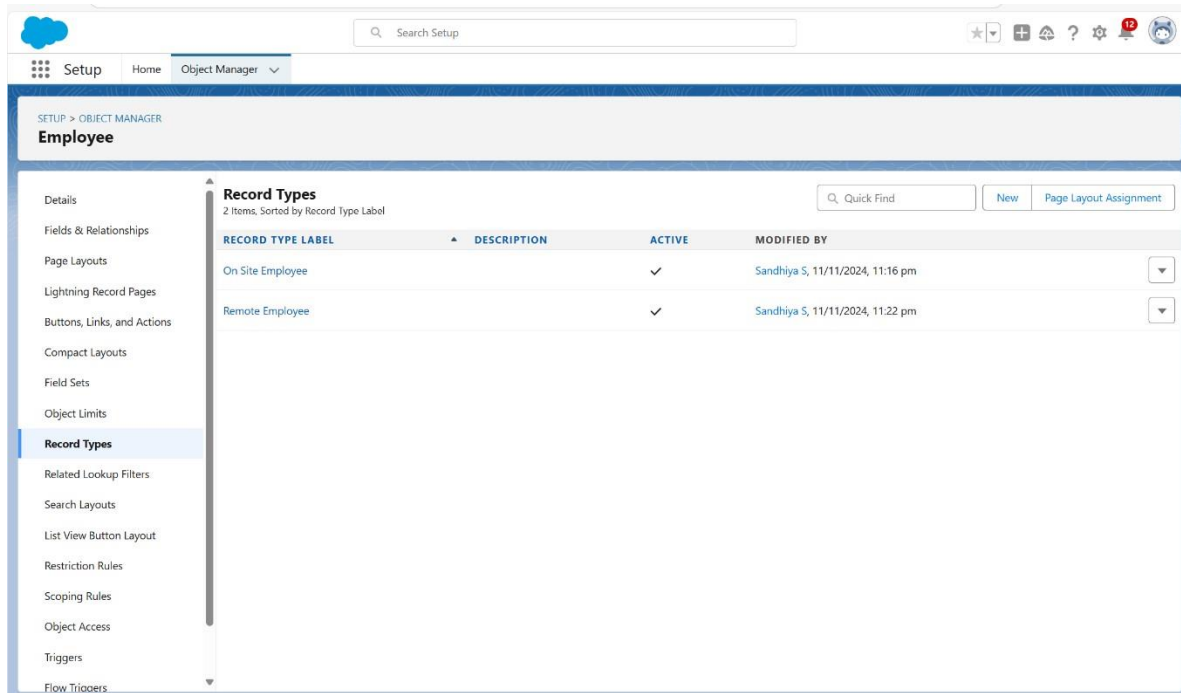 Search Setup
12
Setup Home Object Manager
SETUP > OBJECT MANAGER
Employee
Details
Fields & Relationships
Page Layouts
Lightning Record Pages
Buttons, Links, and Actions
Compact Layouts
Field Sets
Object Limits
Record Types
Related Lookup Filters
Search Layouts
List View Button Layout
Restriction Rules
Scoping Rules
Object Access
Triggers
Flow Triggers
Record Types
2 Items, Sorted by Record Type Label
Quick Find New Page Layout Assignment
RECORD TYPE LABEL DESCRIPTION ACTIVE MODIFIED BY
On Site Employee Sandhiya S, 11/11/2024, 11:16 pm
Remote Employee Sandhiya S, 11/11/2024, 11:22 pm